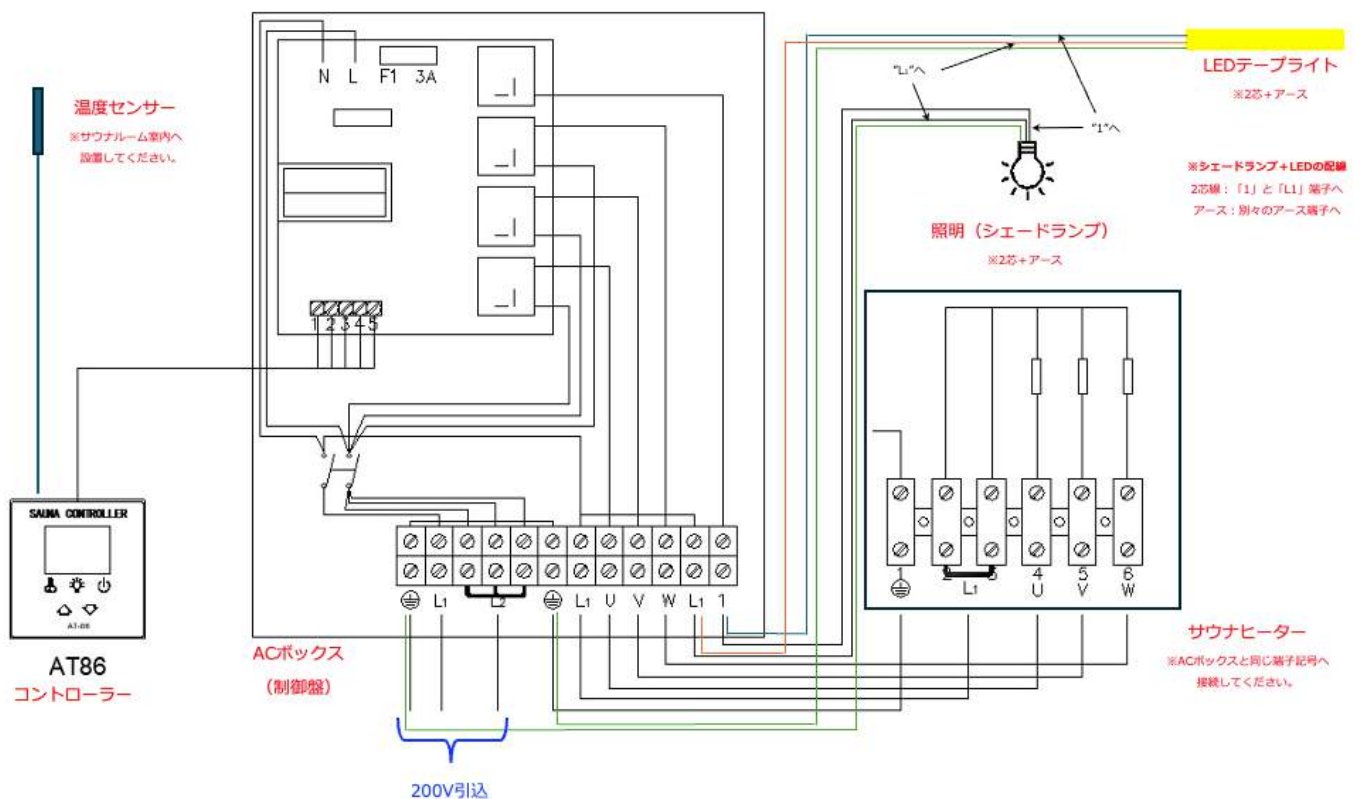 N L F1 3A
温度センサー
※サウナルーム室内へ
設置してください。
1 2 3 4 5
SAUNA CONTROLLER
AT-86
AT86
コントローラー
ACボックス
(制御盤)
L1 L2 L1 U V W L1 1
200V引込
"L1"へ
"1"へ
LEDテープライト
※2芯+アース
※シェードランプ+LEDの配線
2芯線:「1」と「L1」端子へ
アース:別々のアース端子へ
照明(シェードランプ)
※2芯+アース
1 2 3 4 5 6
L1 U V W
サウナヒーター
※ACボックスと同じ端子記号へ
接続してください。